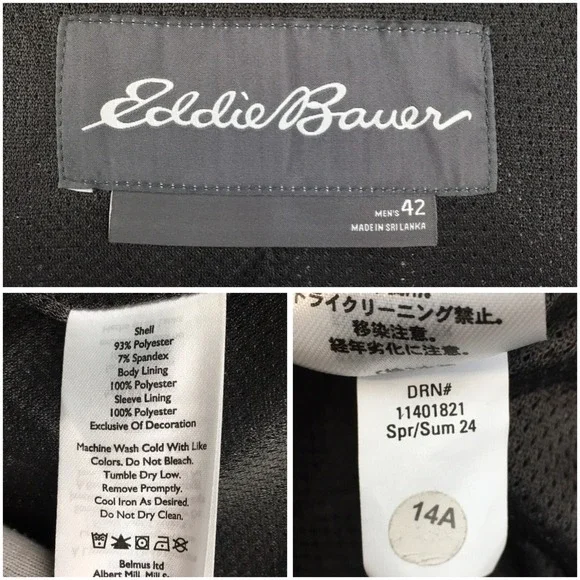 Eddie Bauer
MEN'S 42
MADE IN SRI LANKA
Shell
93% Polyester
7% Spandex
Body Lining
100% Polyester
Sleeve Lining
100% Polyester
Exclusive Of Decoration
Machine Wash Cold With Like
Colors. Do Not Bleach.
Tumble Dry Low.
Remove Promptly.
Cool Iron As Desired.
Do Not Dry Clean.
Belmus ltd
Albert Mill, Mill S
ドライクリーニング禁止。
移染注意。
経年劣化に注意。
DRN#
11401821
Spr/Sum 24
14A